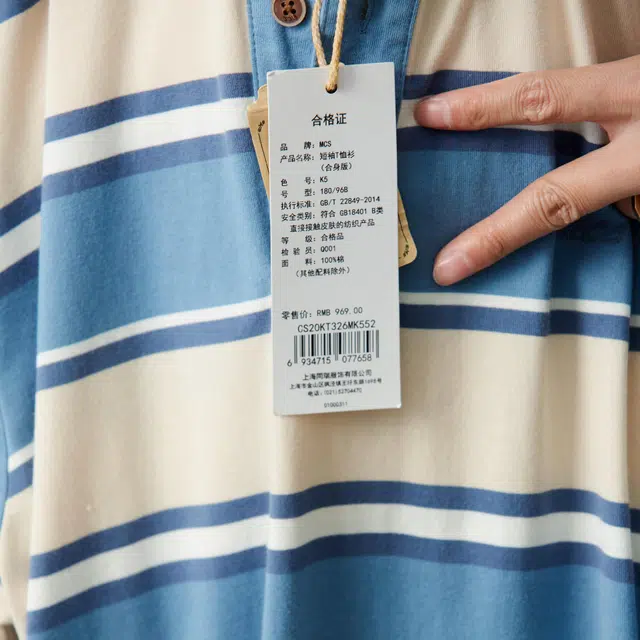 合格证
品 牌: MCS
产品名称: 短袖T恤衫
(合身版)
色 号: K5
号 型: 180/96B
执行标准: GB/T 22849-2014
安全类别: 符合 GB18401 B类
直接接触皮肤的纺织产品
等 级: 合格品
检 验 员: Q001
面 料: 100%棉
(其他配料除外)
零售价: RMB 969.00
CS20KT326MK552
6 934715 077658
上海同瑞服饰有限公司